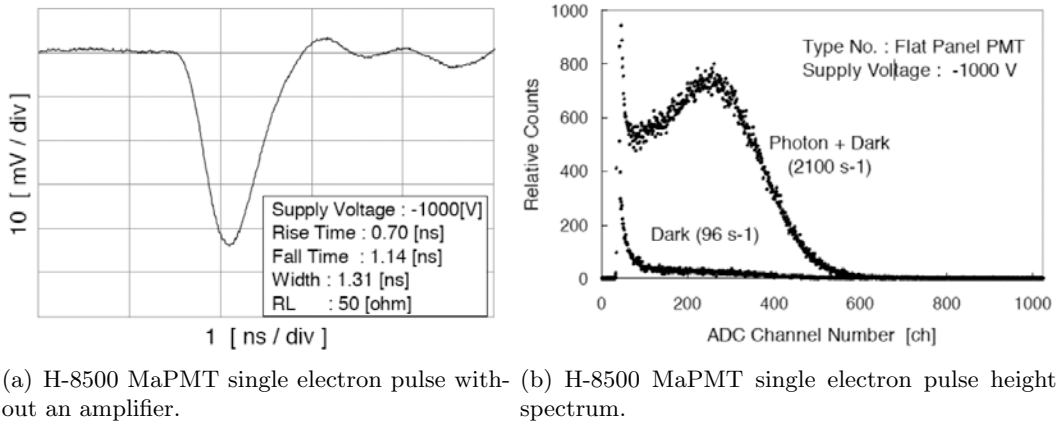 10 [ mV / div ]
Supply Voltage : -1000[V]
Rise Time : 0.70 [ns]
Fall Time : 1.14 [ns]
Width : 1.31 [ns]
RL : 50 [ohm]
1 [ ns / div ]
Relative Counts
1000
800
600
400
200
0
Type No. : Flat Panel PMT
Supply Voltage : -1000 V
Photon + Dark
(2100 s-1)
Dark (96 s-1)
0 200 400 600 800 1000
ADC Channel Number [ch]
(a) H-8500 MaPMT single electron pulse with-
out an amplifier.
(b) H-8500 MaPMT single electron pulse height
spectrum.